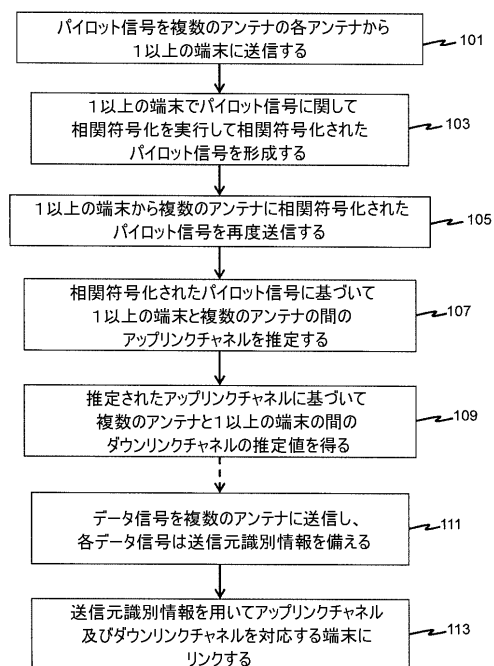 パイロット信号を複数のアンテナの各アンテナから
1以上の端末に送信する
101
1以上の端末でパイロット信号に関して
相関符号化を実行して相関符号化された
パイロット信号を形成する
103
1以上の端末から複数のアンテナに相関符号化された
パイロット信号を再度送信する
105
相関符号化されたパイロット信号に基づいて
1以上の端末と複数のアンテナの間の
アップリンクチャネルを推定する
107
推定されたアップリンクチャネルに基づいて
複数のアンテナと1以上の端末の間の
ダウンリンクチャネルの推定値を得る
109
データ信号を複数のアンテナに送信し、
各データ信号は送信元識別情報を備える
111
送信元識別情報を用いてアップリンクチャネル
及びダウンリンクチャネルを対応する端末に
リンクする
113